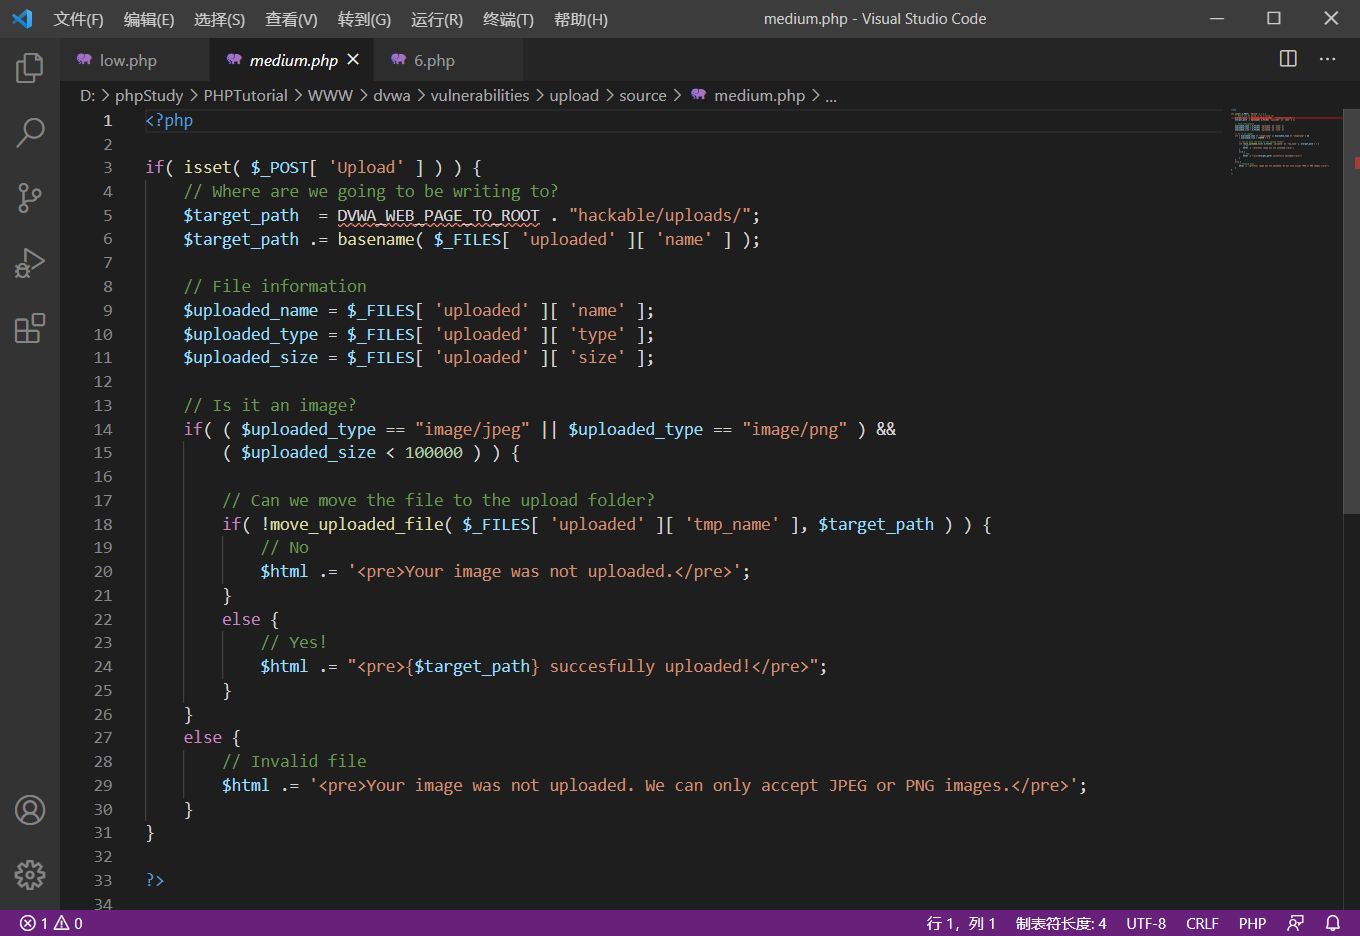 文件(F) 编辑(E) 选择(S) 查看(V) 转到(G) 运行(R) 终端(T) 帮助(H) medium.php - Visual Studio Code
low.php medium.php 6.php
D: > phpStudy > PHPTutorial > WWW > dvwa > vulnerabilities > upload > source > medium.php > ...
1 <?php
2
3 if( isset( $_POST[ 'Upload' ] ) ) {
4 // Where are we going to be writing to?
5 $target_path  = DVWA_WEB_PAGE_TO_ROOT . "hackable/uploads/";
6 $target_path .= basename( $_FILES[ 'uploaded' ][ 'name' ] );
7
8 // File information
9 $uploaded_name = $_FILES[ 'uploaded' ][ 'name' ];
10 $uploaded_type = $_FILES[ 'uploaded' ][ 'type' ];
11 $uploaded_size = $_FILES[ 'uploaded' ][ 'size' ];
12
13 // Is it an image?
14 if( ( $uploaded_type == "image/jpeg" || $uploaded_type == "image/png" ) &&
15 ( $uploaded_size < 100000 ) ) {
16
17 // Can we move the file to the upload folder?
18 if( !move_uploaded_file( $_FILES[ 'uploaded' ][ 'tmp_name' ], $target_path ) ) {
19 // No
20 $html .= '<pre>Your image was not uploaded.</pre>';
21 }
22 else {
23 // Yes!
24 $html .= "<pre>{$target_path} succesfully uploaded!</pre>";
25 }
26 }
27 else {
28 // Invalid file
29 $html .= '<pre>Your image was not uploaded. We can only accept JPEG or PNG images.</pre>';
30 }
31 }
32
33 ?>
34
1 0 行 1，列 1 制表符长度: 4 UTF-8 CRLF PHP